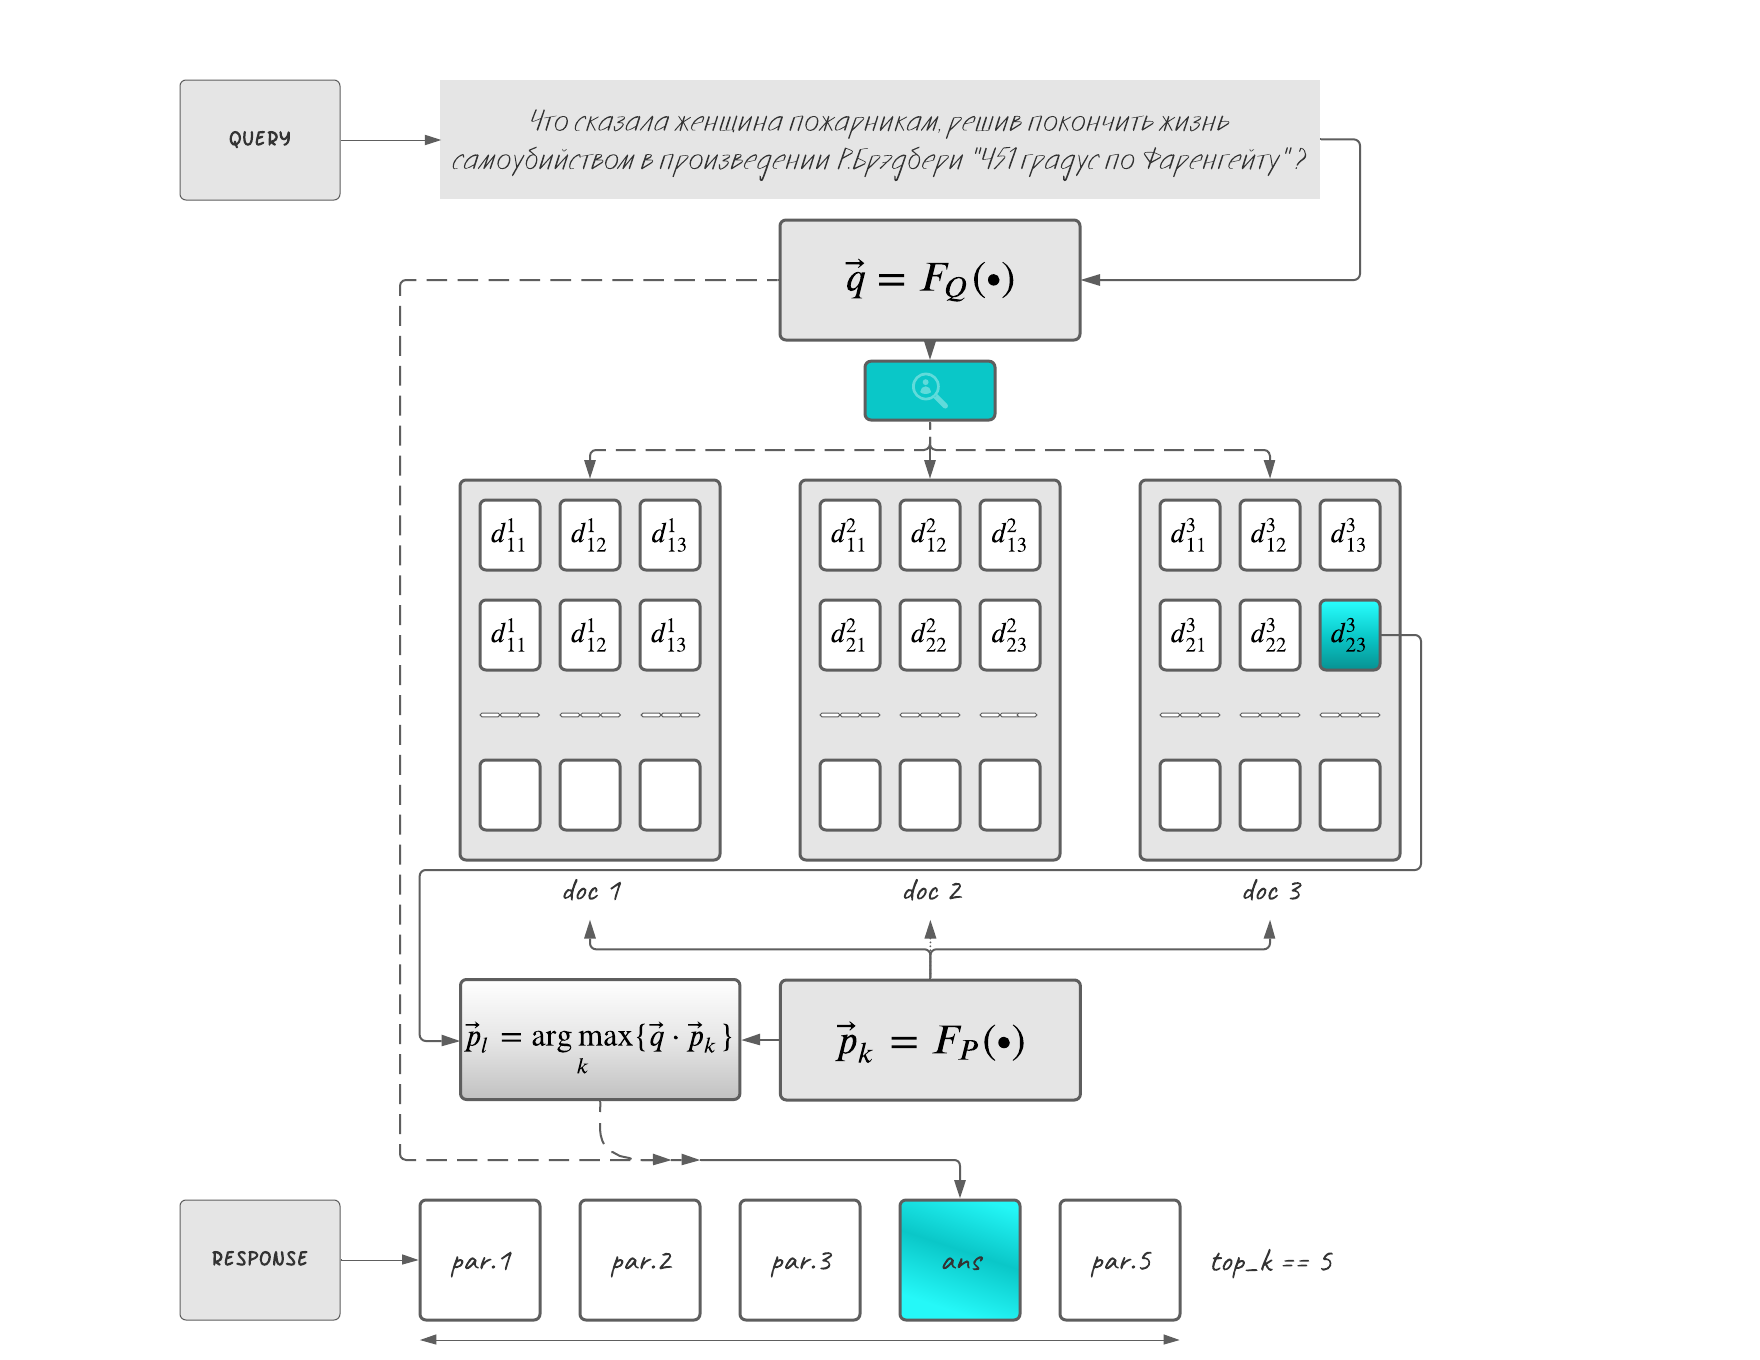 QUERY
Что сказала женщина пожарникам, решив покончить жизнь
самоубийством в произведении Р.Брэдбери "451 градус по Фаренгейту"?
\vec{q} = F_Q(•)
d^1_{11} d^1_{12} d^1_{13}
d^1_{11} d^1_{12} d^1_{13}
d^2_{11} d^2_{12} d^2_{13}
d^2_{21} d^2_{22} d^2_{23}
d^3_{11} d^3_{12} d^3_{13}
d^3_{21} d^3_{22} d^3_{23}
doc 1
doc 2
doc 3
\vec{p}_l = \arg\max_k\{\vec{q} · \vec{p}_k\}
\vec{p}_k = F_P(•)
RESPONSE
par.1
par.2
par.3
ans
par.5
top_k == 5